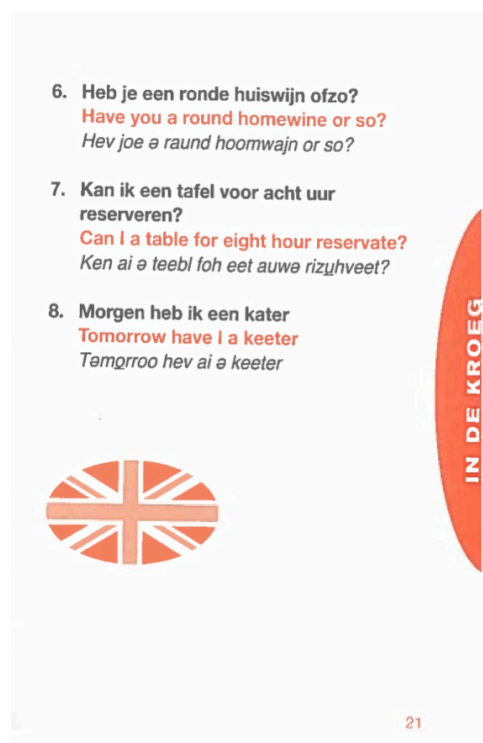 6. Heb je een ronde huiswijn ofzo?
Have you a round homewine or so?
Hev joe ə raund hoomwajn or so?
7. Kan ik een tafel voor acht uur
reserveren?
Can I a table for eight hour reservate?
Ken ai ə teebl foh eet auwə rizuhveet?
8. Morgen heb ik een kater
Tomorrow have I a keeter
Təmorroo hev ai ə keeter
IN DE KROEG
21